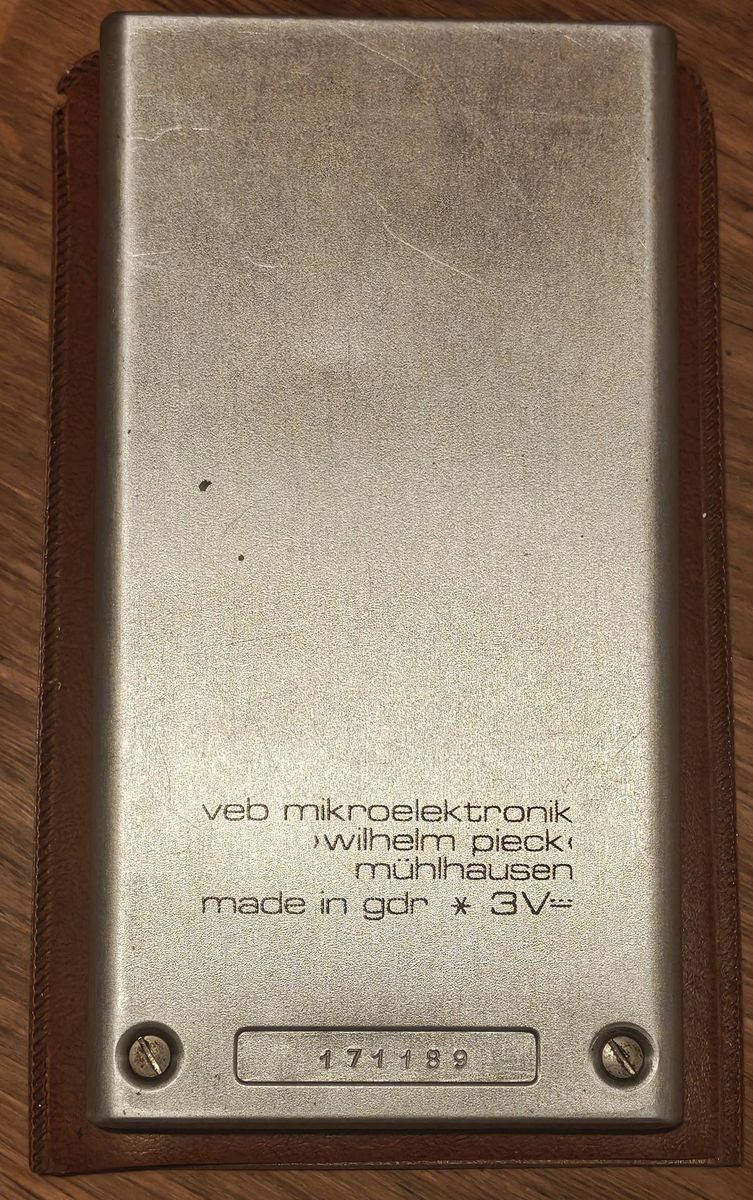 veb mikroelektronik
›wilhelm pieck‹
mühlhausen
made in gdr * 3V⎓
171189